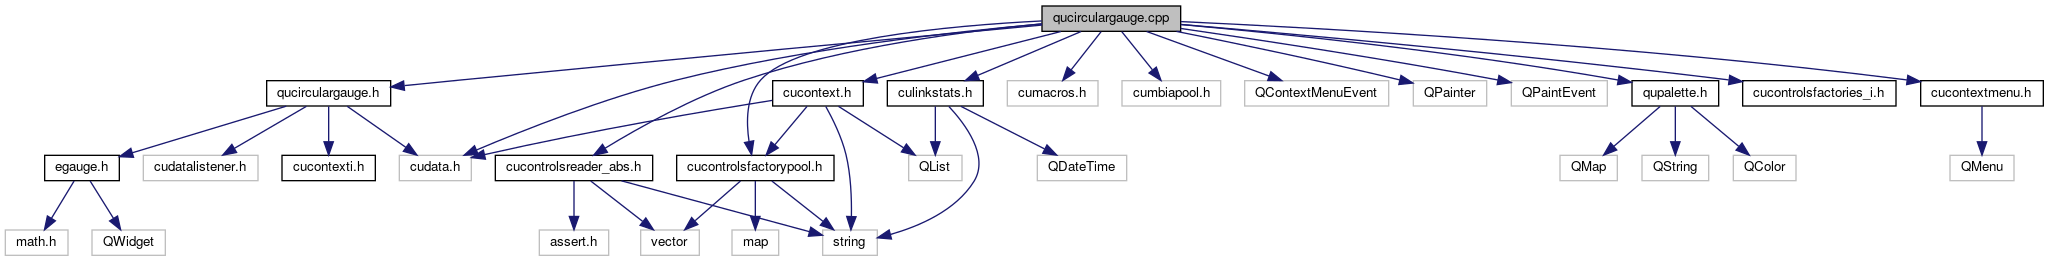 qucirculargauge.cpp
qucirculargauge.h
cucontext.h
culinkstats.h
cumacros.h
cumbiapool.h
QContextMenuEvent
QPainter
QPaintEvent
qupalette.h
cucontrolsfactories_i.h
cucontextmenu.h
egauge.h
cudatalistener.h
cucontexti.h
cudata.h
cucontrolsreader_abs.h
cucontrolsfactorypool.h
QList
QDateTime
QMap
QString
QColor
QMenu
math.h
QWidget
assert.h
vector
map
string